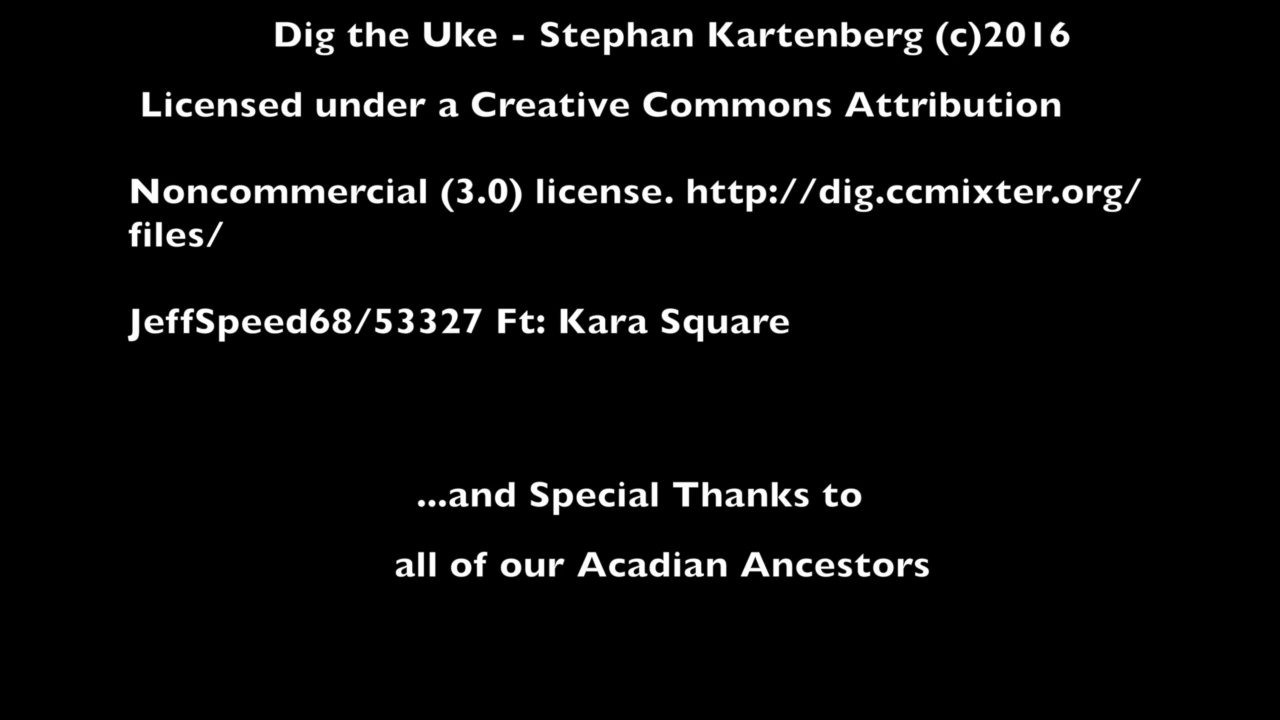 Dig the Uke - Stephan Kartenberg (c)2016
Licensed under a Creative Commons Attribution
Noncommercial (3.0) license. http://dig.ccmixter.org/
files/
JeffSpeed68/53327 Ft: Kara Square
...and Special Thanks to
all of our Acadian Ancestors